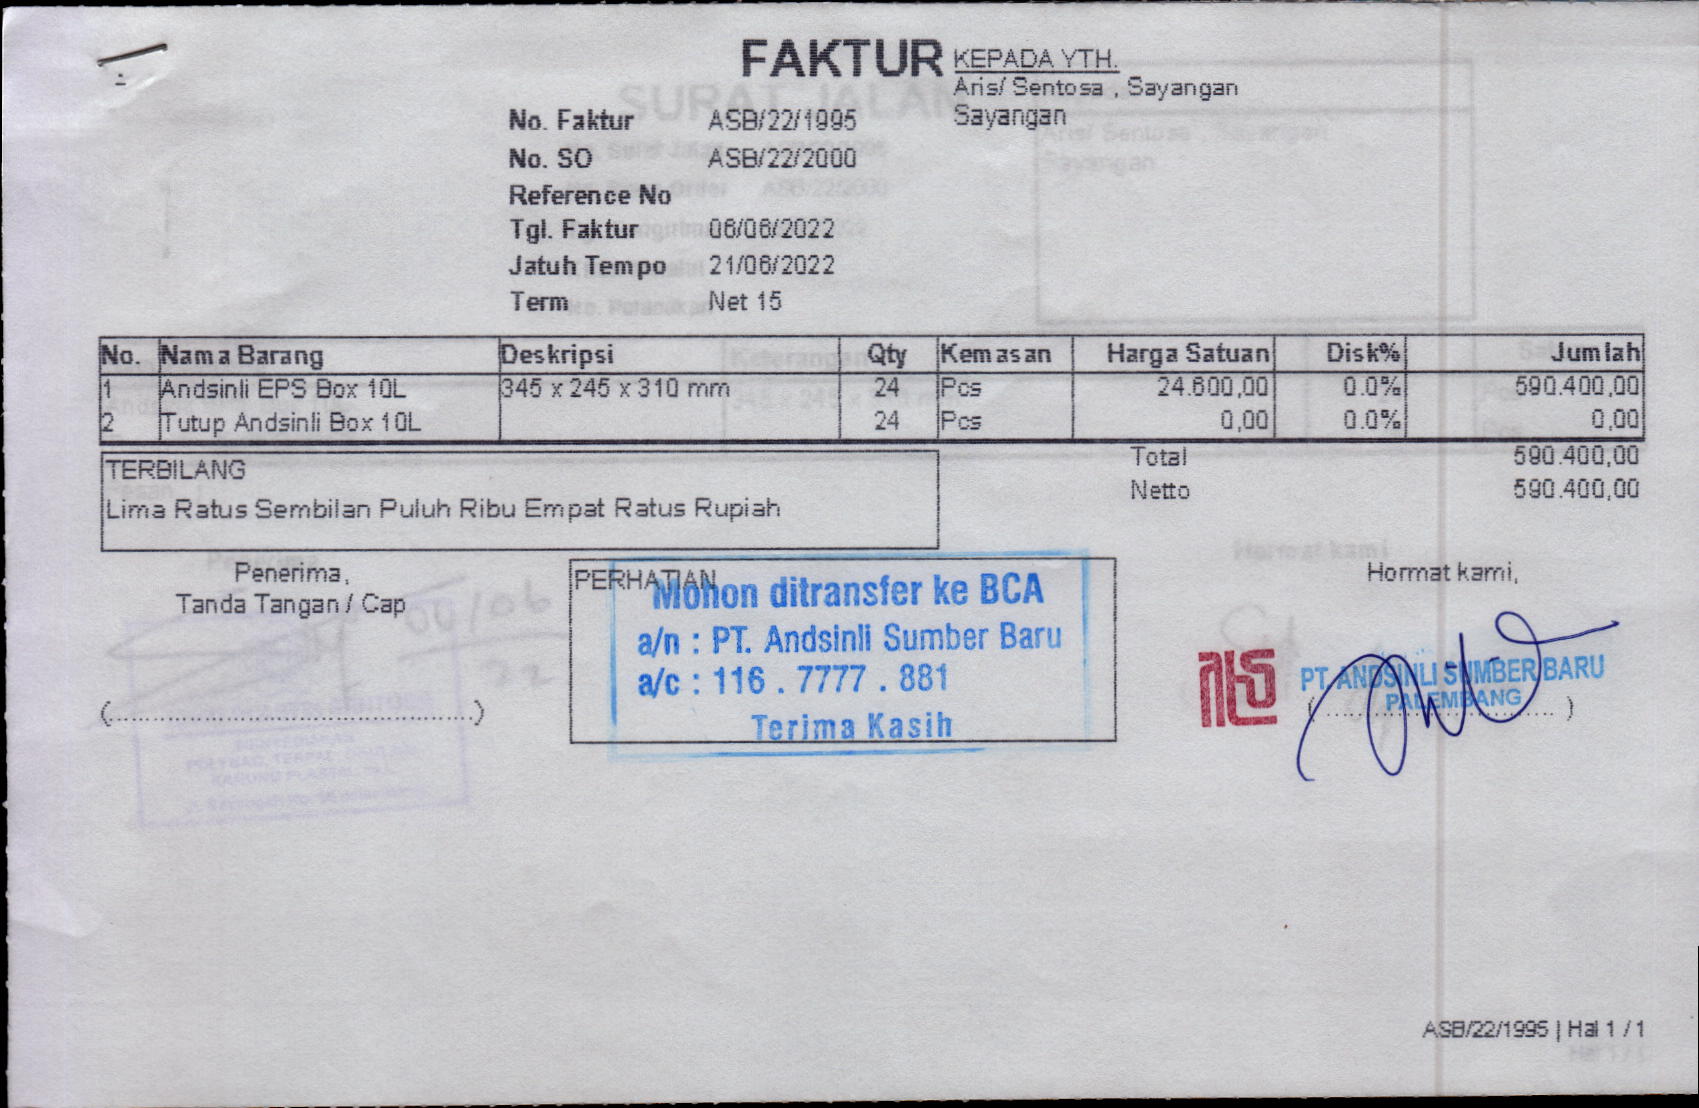 FAKTUR
KEPADA YTH.
Aris/ Sentosa , Sayangan
Sayangan
No. Faktur ASB/22/1995
No. SO ASB/22/2000
Reference No
Tgl. Faktur 06/06/2022
Jatuh Tempo 21/06/2022
Term Net 15
No. Nama Barang Deskripsi Qty Kemasan Harga Satuan Disk% Jumlah
1 Andsinli EPS Box 10L 345 x 245 x 310 mm 24 Pcs 24.600,00 0.0% 590.400,00
2 Tutup Andsinli Box 10L 24 Pcs 0,00 0.0% 0,00
Total 590.400,00
Netto 590.400,00
TERBILANG
Lima Ratus Sembilan Puluh Ribu Empat Ratus Rupiah
Penerima,
Tanda Tangan / Cap
(..............................................................)
PERHATIAN
Mohon ditransfer ke BCA
a/n : PT. Andsinli Sumber Baru
a/c : 116 . 7777 . 881
Terima Kasih
Hormat kami,
PT. ANDSINLI SUMBER BARU
PALEMBANG
(..........................................)
ASB/22/1995 | Hal 1 / 1